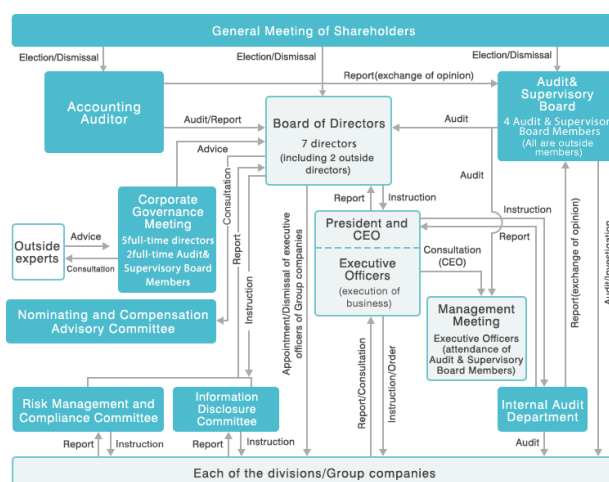 General Meeting of Shareholders
Election/Dismissal
Election/Dismissal
Election/Dismissal
Accounting
Auditor
Report(exchange of opinion)
Audit&
Supervisory
Board
4 Audit & Supervisory
Board Members
(All are outside
members)
Audit/Report
Board of Directors
7 directors
(including 2 outside
directors)
Audit
Advice
Audit
Consultation
Report
Instruction
Corporate
Governance
Meeting
5full-time directors
2full-time Audit&
Supervisory Board
Members
Outside
experts
Advice
Consultation
Report
Instruction
President and
CEO
Executive
Officers
(execution of
business)
Instruction
Consultation
(CEO)
Report
Report(exchange of opinion)
Audit/Investigation
Nominating and Compensation
Advisory Committee
Instruction
Appointment/Dismissal of executive
officers of Group companies
Management
Meeting
Executive Officers
(attendance of
Audit & Supervisory
Board Members)
Report/Consultation
Instruction/Order
Risk Management and
Compliance Committee
Information
Disclosure
Committee
Internal Audit
Department
Report
Instruction
Report
Instruction
Audit
Each of the divisions/Group companies